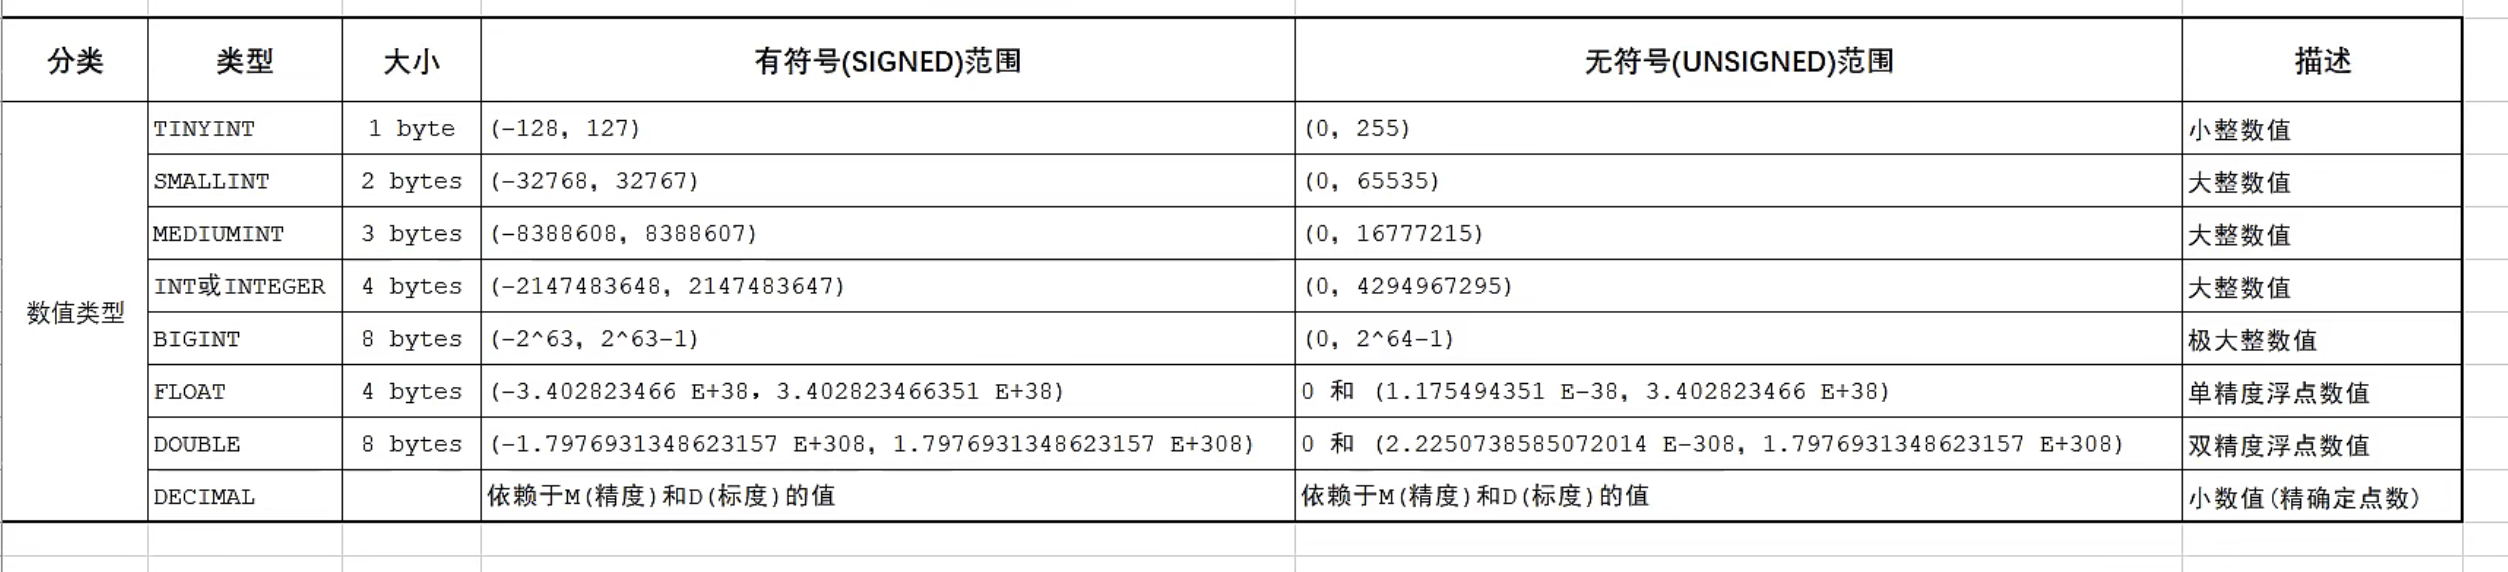 分类 类型 大小 有符号(SIGNED)范围 无符号(UNSIGNED)范围 描述
TINYINT 1 byte (-128, 127) (0, 255) 小整数值
SMALLINT 2 bytes (-32768, 32767) (0, 65535) 大整数值
MEDIUMINT 3 bytes (-8388608, 8388607) (0, 16777215) 大整数值
INT或INTEGER 4 bytes (-2147483648, 2147483647) (0, 4294967295) 大整数值
数值类型
BIGINT 8 bytes (-2^63, 2^63-1) (0, 2^64-1) 极大整数值
FLOAT 4 bytes (-3.402823466 E+38, 3.402823466351 E+38) 0 和 (1.175494351 E-38, 3.402823466 E+38) 单精度浮点数值
DOUBLE 8 bytes (-1.7976931348623157 E+308, 1.7976931348623157 E+308) 0 和 (2.2250738585072014 E-308, 1.7976931348623157 E+308) 双精度浮点数值
DECIMAL 依赖于M(精度)和D(标度)的值 依赖于M(精度)和D(标度)的值 小数值(精确定点数)